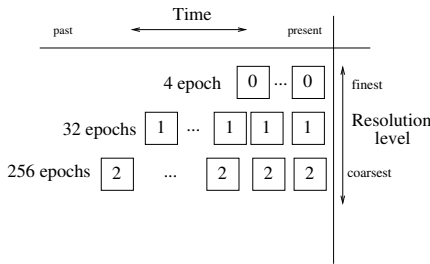 Time
past present
4 epoch 0 ... 0 finest
32 epochs 1 ... 1 1 1 Resolution
level
256 epochs 2 ... 2 2 2 coarsest